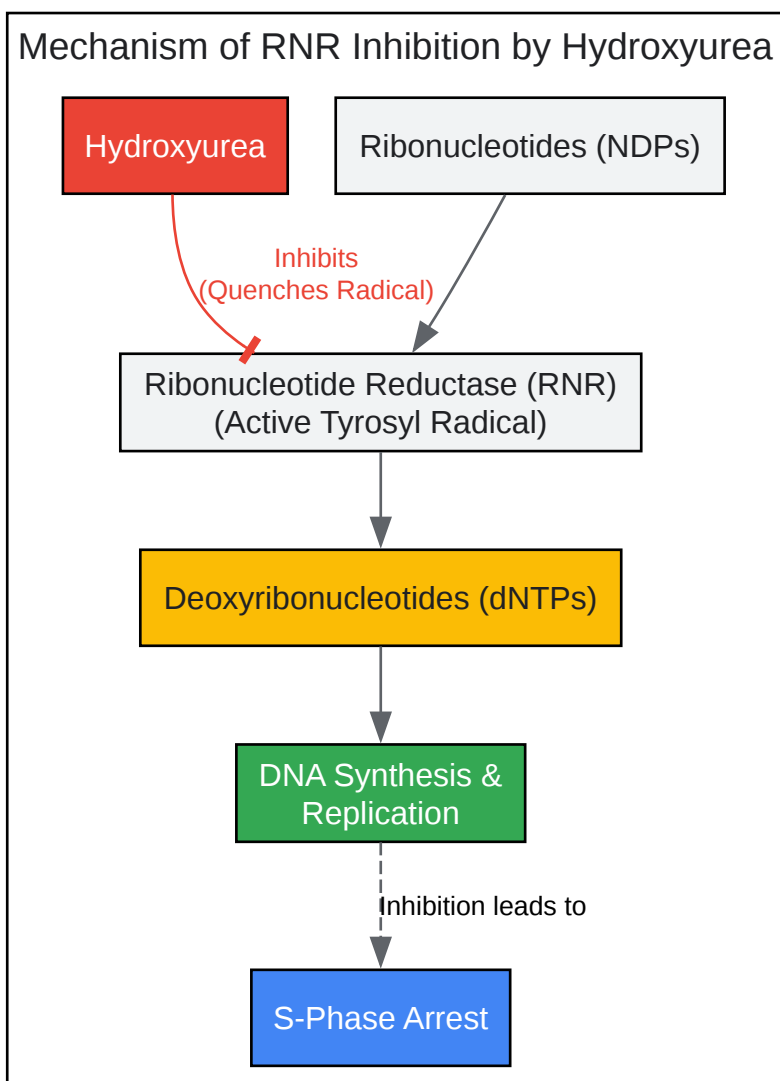 Mechanism of RNR Inhibition by Hydroxyurea
Hydroxyurea
Ribonucleotides (NDPs)
Inhibits
(Quenches Radical)
Ribonucleotide Reductase (RNR)
(Active Tyrosyl Radical)
Deoxyribonucleotides (dNTPs)
DNA Synthesis &
Replication
Inhibition leads to
S-Phase Arrest